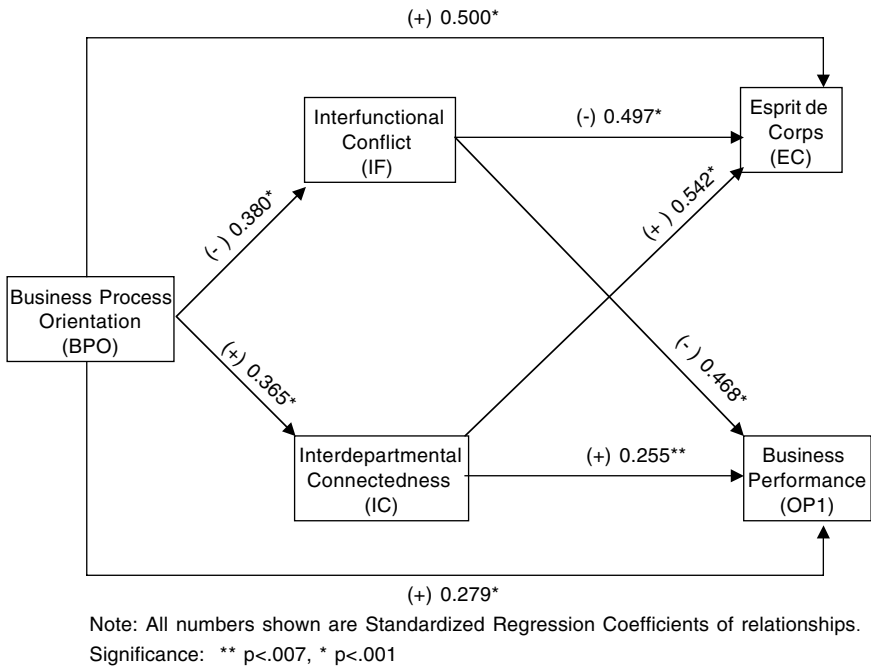 (+) 0.500*
Interfunctional
Conflict
(IF)
(-) 0.497*
Esprit de
Corps
(EC)
(-) 0.380*
(+) 0.542*
Business Process
Orientation
(BPO)
(+) 0.365*
(-) 0.468*
Interdepartmental
Connectedness
(IC)
(+) 0.255**
Business
Performance
(OP1)
(+) 0.279*
Note: All numbers shown are Standardized Regression Coefficients of relationships.
Significance: ** p<.007, * p<.001